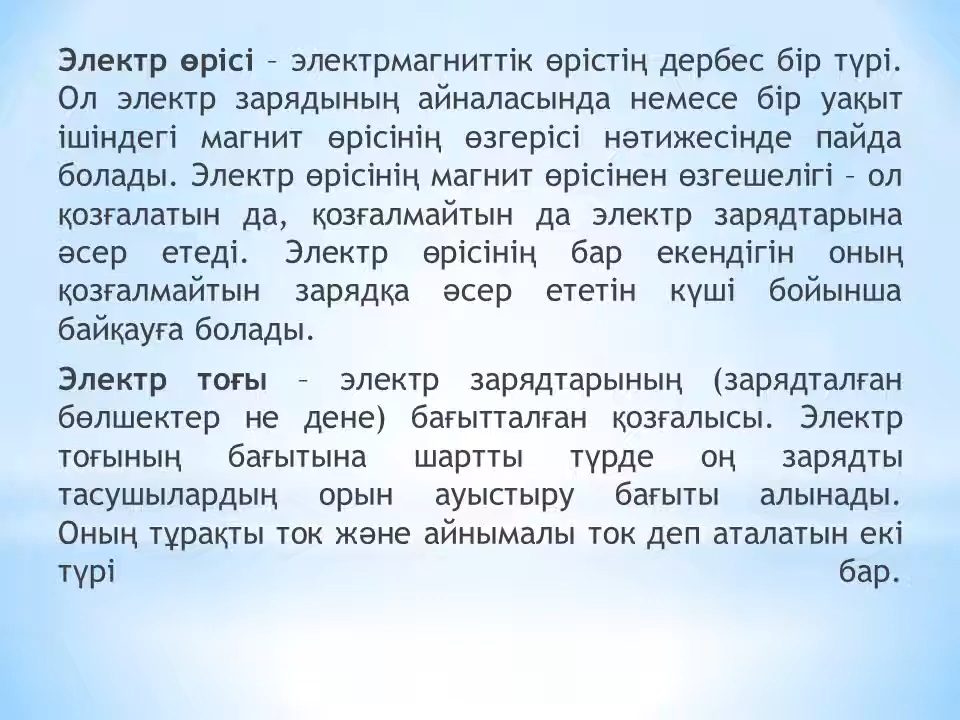 Электр өрісі – электрмагниттік өрістің дербес бір түрі.
Ол электр зарядының айналасында немесе бір уақыт
ішіндегі магнит өрісінің өзгерісі нәтижесінде пайда
болады. Электр өрісінің магнит өрісінен өзгешелігі – ол
қозғалатын да, қозғалмайтын да электр зарядтарына
әсер етеді. Электр өрісінің бар екендігін оның
қозғалмайтын зарядқа әсер ететін күші бойынша
байқауға болады.
Электр тоғы – электр зарядтарының (зарядталған
бөлшектер не дене) бағытталған қозғалысы. Электр
тоғының бағытына шартты түрде оң зарядты
тасушылардың орын ауыстыру бағыты алынады.
Оның тұрақты ток және айнымалы ток деп аталатын екі
түрі бар.